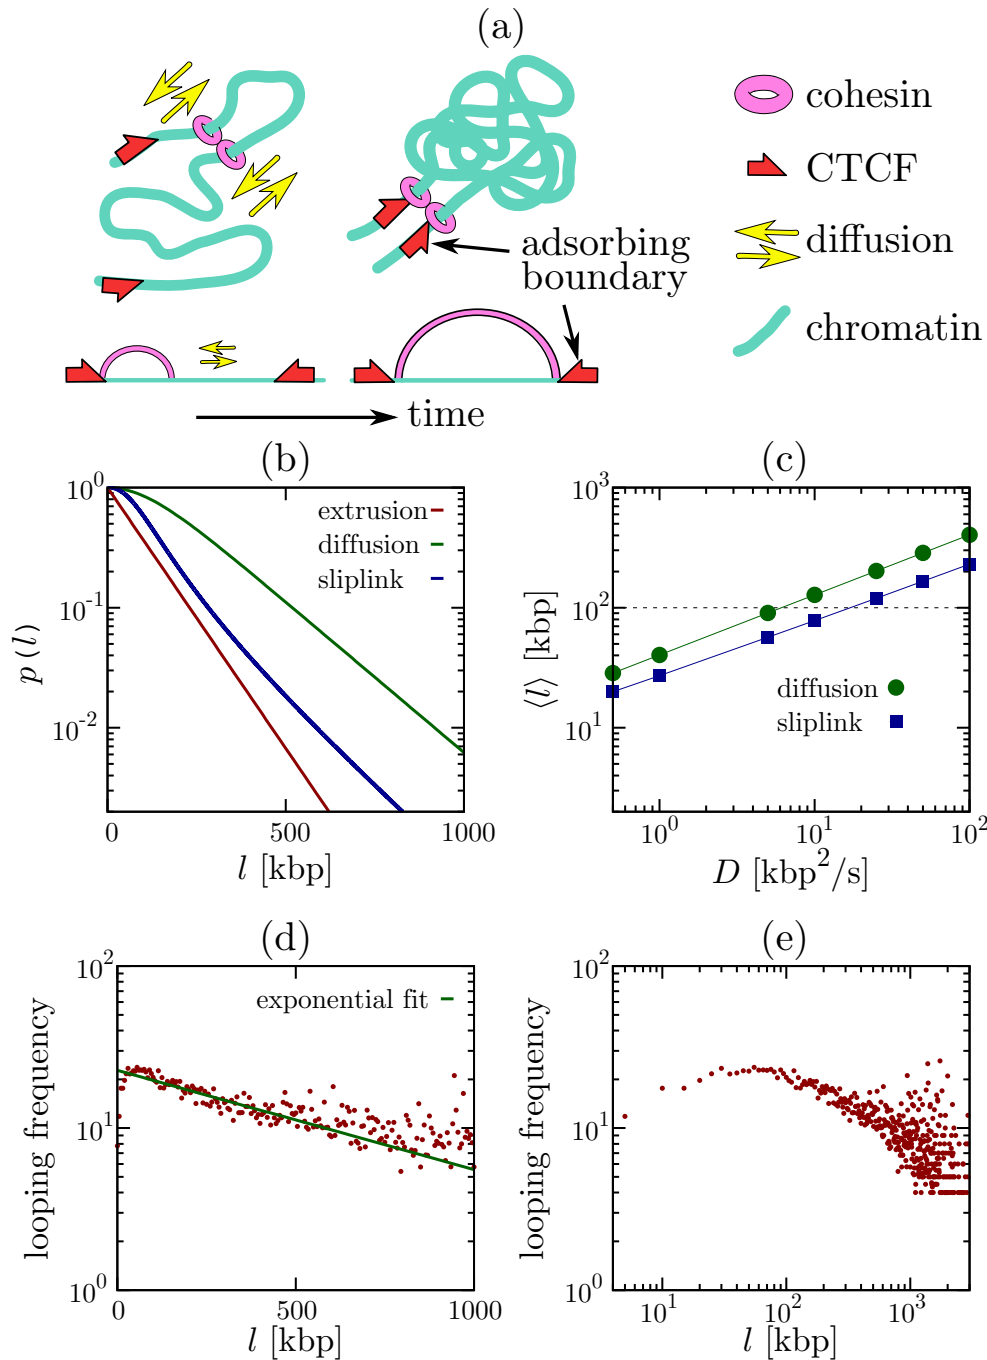 (a)
cohesin
CTCF
diffusion
chromatin
adsorbing
boundary
time
(b)
10^0
10^-1
10^-2
p(l)
extrusion
diffusion
sliplink
0
500
1000
l [kbp]
(c)
10^3
10^2
10^1
⟨l⟩ [kbp]
diffusion
sliplink
10^0
10^1
10^2
D [kbp^2/s]
(d)
10^2
10^1
10^0
looping frequency
exponential fit
0
500
1000
l [kbp]
(e)
10^2
10^1
10^0
looping frequency
10^1
10^2
10^3
l [kbp]